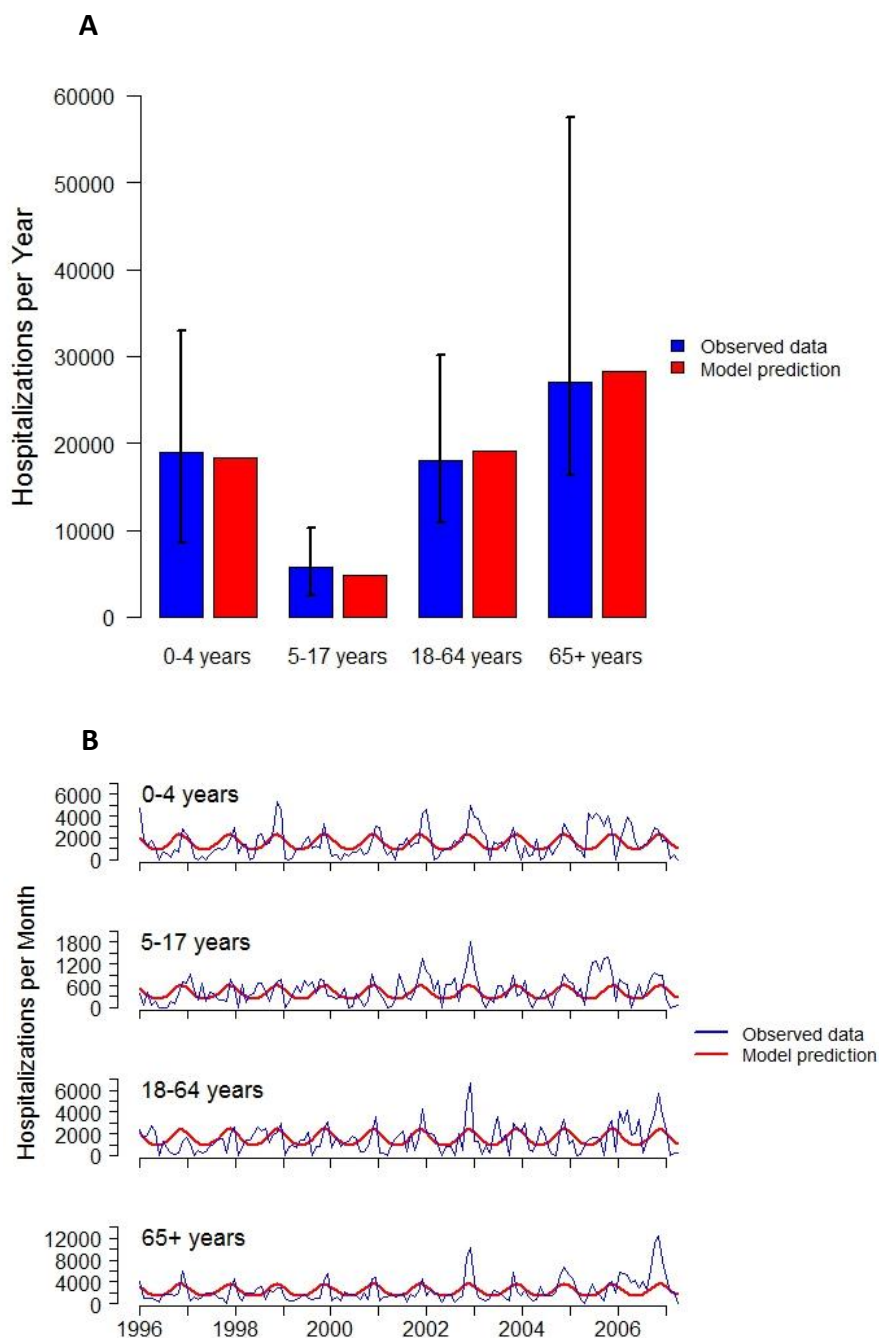 A
Hospitalizations per Year
60000
50000
40000
30000
20000
10000
0
0-4 years 5-17 years 18-64 years 65+ years
Observed data
Model prediction
B
Hospitalizations per Month
0-4 years
6000
4000
2000
0
5-17 years
1800
1200
600
0
18-64 years
6000
4000
2000
0
65+ years
12000
8000
4000
0
1996 1998 2000 2002 2004 2006
Observed data
Model prediction